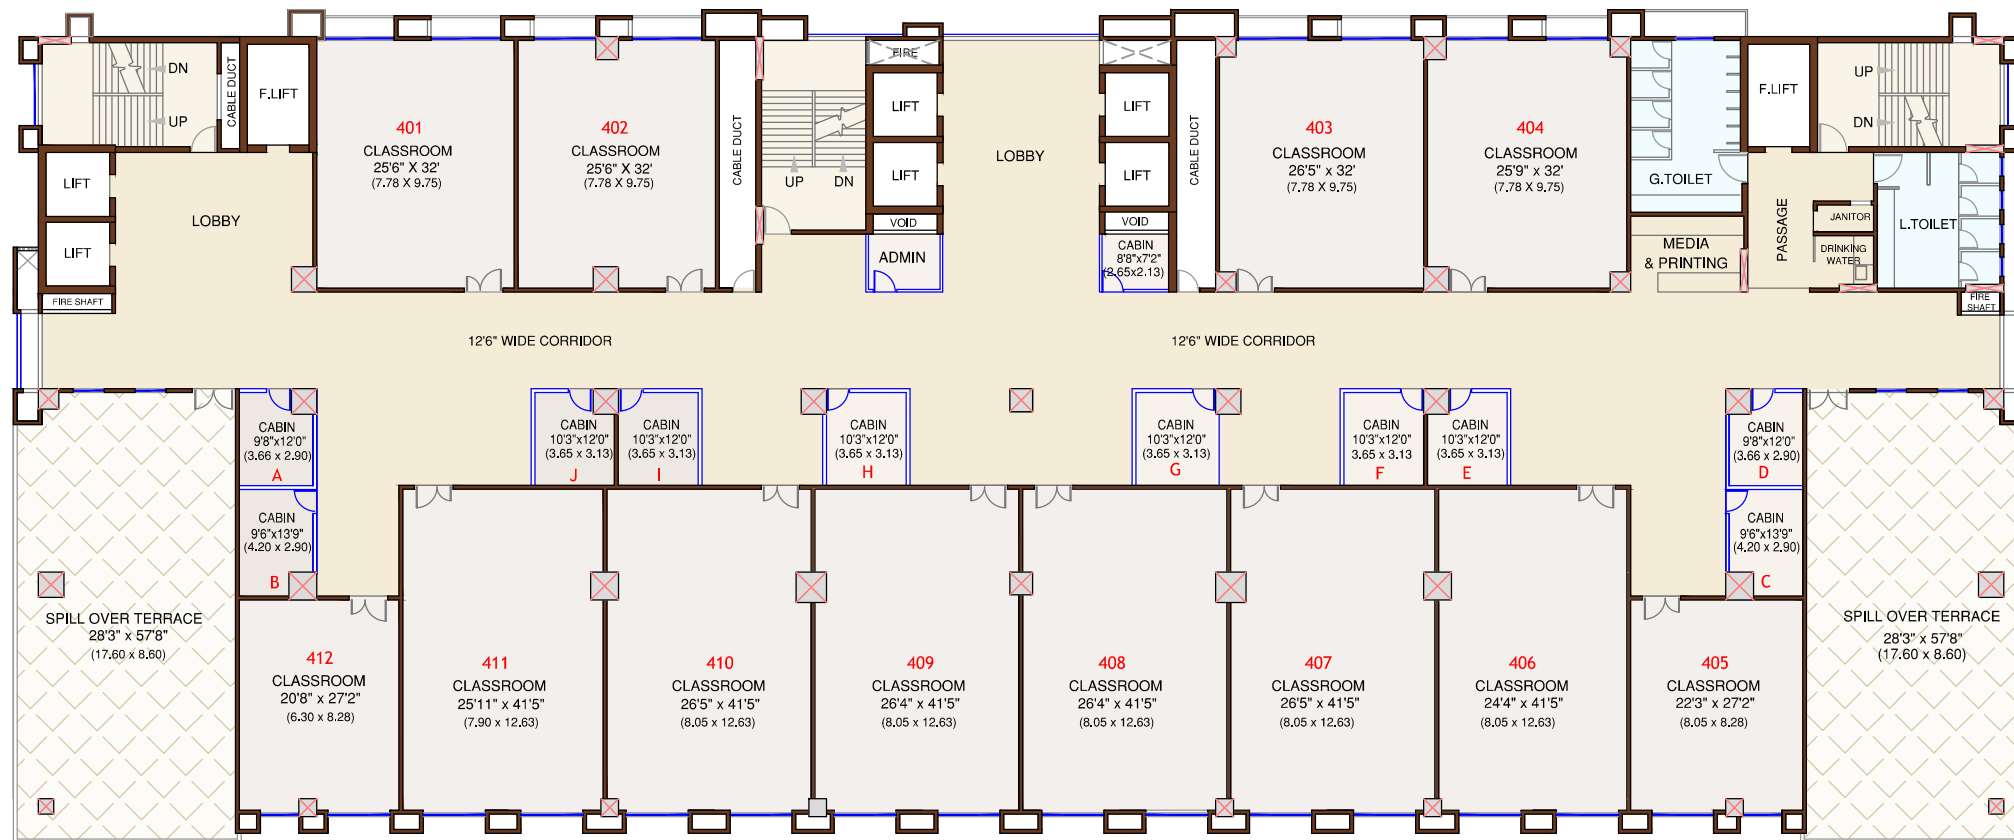 DN
UP
CABLE DUCT
F.LIFT
LIFT
LIFT
LOBBY
FIRE SHAFT
401
CLASSROOM
25'6" X 32'
(7.78 X 9.75)
402
CLASSROOM
25'6" X 32'
(7.78 X 9.75)
CABLE DUCT
UP
DN
FIRE
LIFT
LIFT
VOID
ADMIN
LOBBY
LIFT
LIFT
VOID
CABIN
8'8"x7'2"
(2.65x2.13)
CABLE DUCT
403
CLASSROOM
26'5" x 32'
(7.78 X 9.75)
404
CLASSROOM
25'9" x 32'
(7.78 X 9.75)
G.TOILET
MEDIA
& PRINTING
F.LIFT
UP
DN
PASSAGE
JANITOR
DRINKING
WATER
L.TOILET
FIRE
SHAFT
12'6" WIDE CORRIDOR
12'6" WIDE CORRIDOR
CABIN
9'8"x12'0"
(3.66 x 2.90)
A
CABIN
9'6"x13'9"
(4.20 x 2.90)
B
CABIN
10'3"x12'0"
(3.65 x 3.13)
J
CABIN
10'3"x12'0"
(3.65 x 3.13)
I
CABIN
10'3"x12'0"
(3.65 x 3.13)
H
CABIN
10'3"x12'0"
(3.65 x 3.13)
G
CABIN
10'3"x12'0"
3.65 x 3.13
F
CABIN
10'3"x12'0"
(3.65 x 3.13)
E
CABIN
9'8"x12'0"
(3.66 x 2.90)
D
CABIN
9'6"x13'9"
(4.20 x 2.90)
C
SPILL OVER TERRACE
28'3" x 57'8"
(17.60 x 8.60)
412
CLASSROOM
20'8" x 27'2"
(6.30 x 8.28)
411
CLASSROOM
25'11" x 41'5"
(7.90 x 12.63)
410
CLASSROOM
26'5" x 41'5"
(8.05 x 12.63)
409
CLASSROOM
26'4" x 41'5"
(8.05 x 12.63)
408
CLASSROOM
26'4" x 41'5"
(8.05 x 12.63)
407
CLASSROOM
26'5" x 41'5"
(8.05 x 12.63)
406
CLASSROOM
24'4" x 41'5"
(8.05 x 12.63)
405
CLASSROOM
22'3" x 27'2"
(8.05 x 8.28)
SPILL OVER TERRACE
28'3" x 57'8"
(17.60 x 8.60)